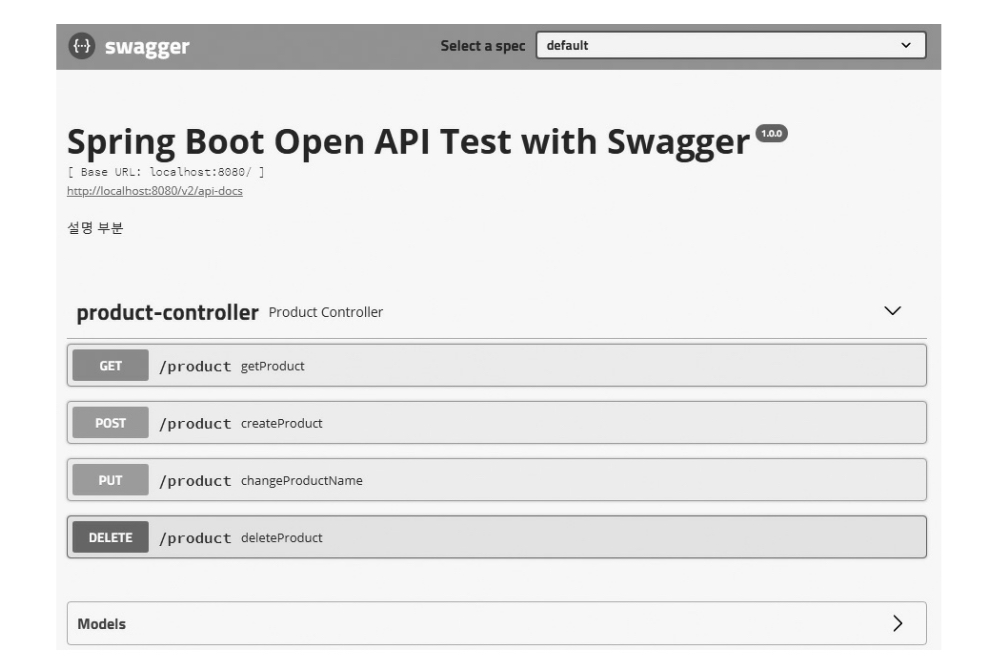 {···} swagger Select a spec default
Spring Boot Open API Test with Swagger 1.0.0
[ Base URL: localhost:8080/ ]
http://localhost:8080/v2/api-docs
설명 부분
product-controller Product Controller
GET /product getProduct
POST /product createProduct
PUT /product changeProductName
DELETE /product deleteProduct
Models